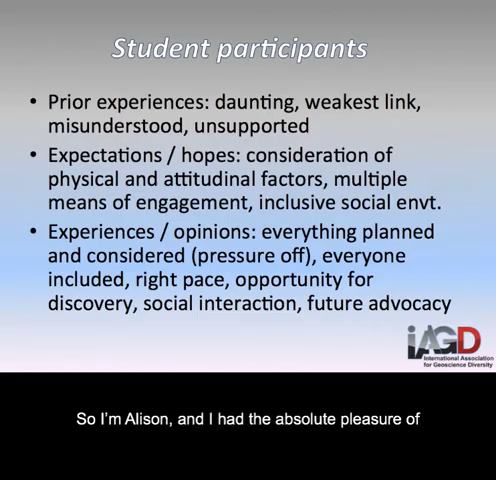 Student participants
• Prior experiences: daunting, weakest link,
misunderstood, unsupported
• Expectations / hopes: consideration of
physical and attitudinal factors, multiple
means of engagement, inclusive social envt.
• Experiences / opinions: everything planned
and considered (pressure off), everyone
included, right pace, opportunity for
discovery, social interaction, future advocacy
iAGD
International Association
for Geoscience Diversity
So I'm Alison, and I had the absolute pleasure of